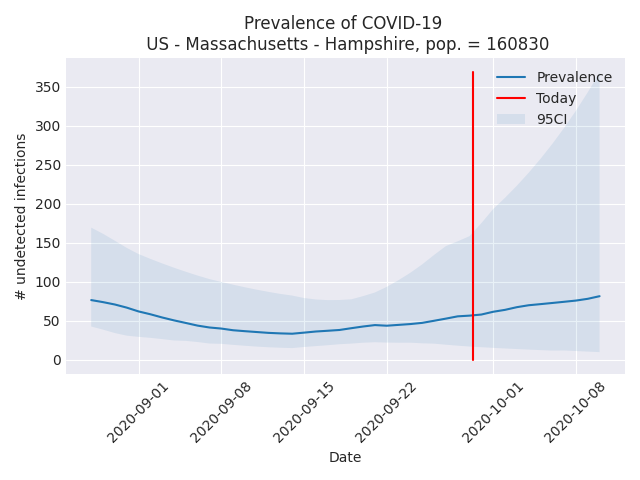 Prevalence of COVID-19
US - Massachusetts - Hampshire, pop. = 160830
Prevalence
Today
95CI
# undetected infections
350
300
250
200
150
100
50
0
2020-09-01
2020-09-08
2020-09-15
2020-09-22
2020-10-01
2020-10-08
Date